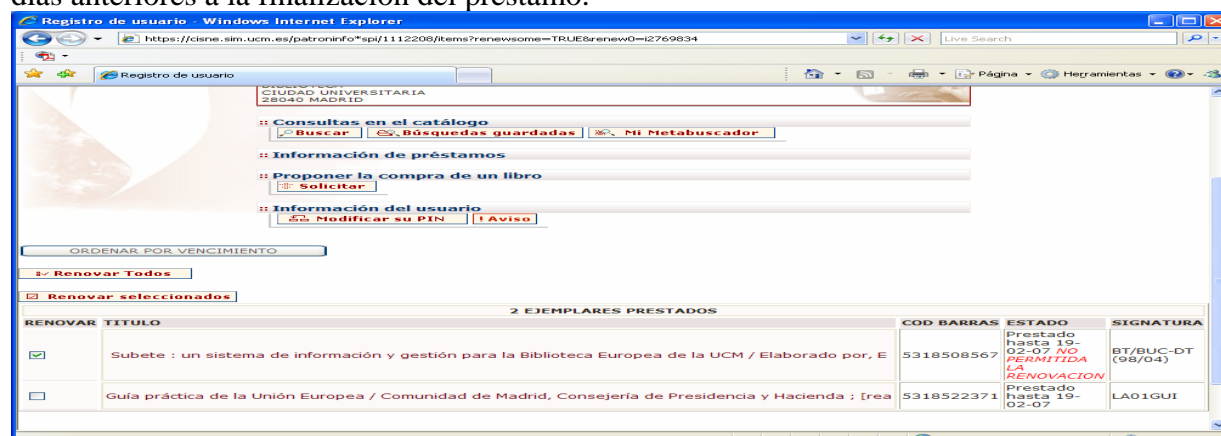 días anteriores a la finalización del préstamo.
Registro de usuario - Windows Internet Explorer
https://cisne.sim.ucm.es/patroninfo*spi/1112208/items?renewsome=TRUE&renew0=i2769834
Live Search
Registro de usuario
Página
Herramientas
CIUDAD UNIVERSITARIA
28040 MADRID
:: Consultas en el catálogo
Buscar Búsquedas guardadas Mi Metabuscador
:: Información de préstamos
:: Proponer la compra de un libro
Solicitar
:: Información del usuario
Modificar su PIN ! Aviso
ORDENAR POR VENCIMIENTO
Renovar Todos
Renovar seleccionados
2 EJEMPLARES PRESTADOS
RENOVAR TITULO COD BARRAS ESTADO SIGNATURA
Subete : un sistema de información y gestión para la Biblioteca Europea de la UCM / Elaborado por, E
5318508567
Prestado
hasta 19-
02-07 NO
PERMITIDA
LA
RENOVACION
BT/BUC-DT
(98/04)
Guía práctica de la Unión Europea / Comunidad de Madrid, Consejería de Presidencia y Hacienda ; [rea
5318522371
Prestado
hasta 19-
02-07
LA01GUI